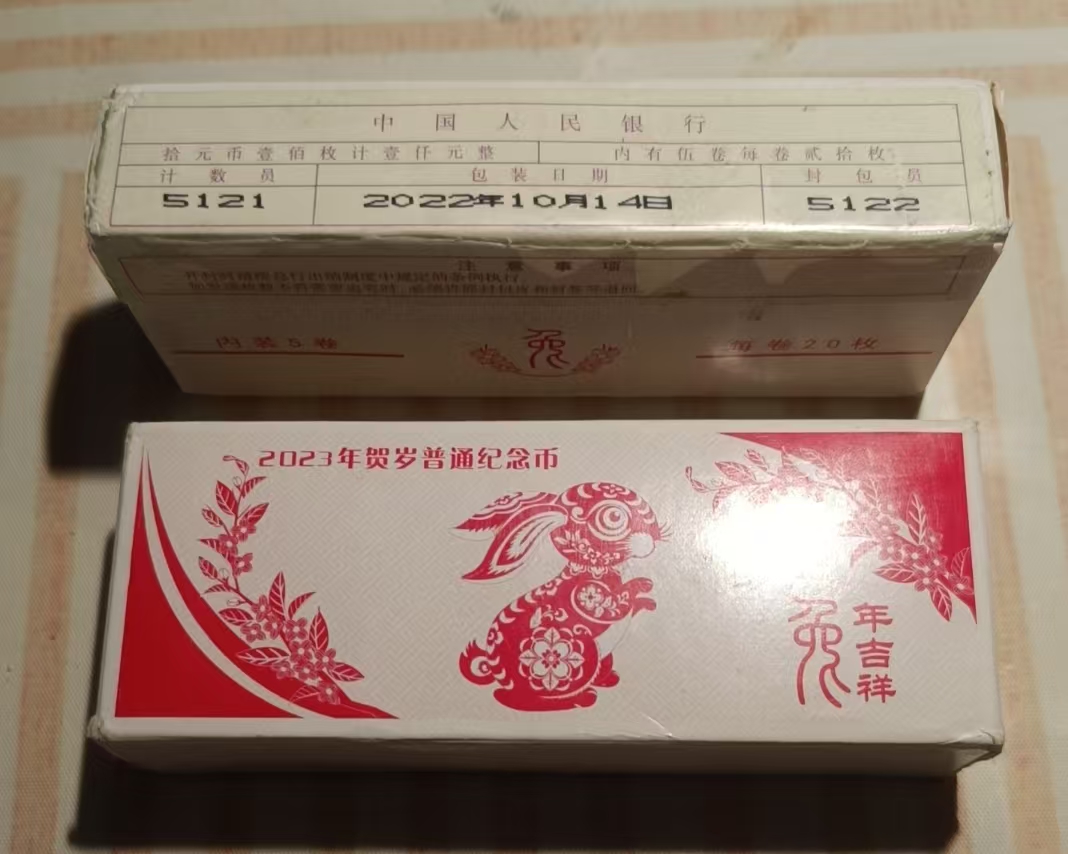 中国人民银行
拾元币壹佰枚计壹仟元整 内有伍卷每卷贰拾枚
计数员 包装日期 封包员
5121 2022年10月14日 5122
注意事项
内装5卷 兔 每卷20枚
2023年贺岁普通纪念币
兔年吉祥